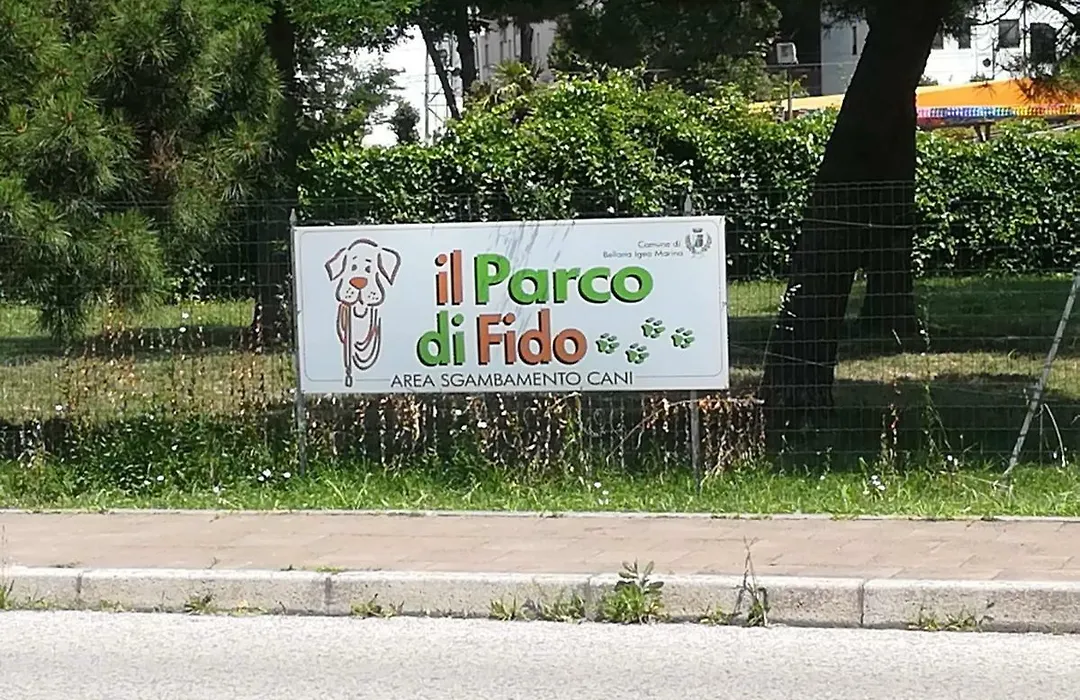 Comune di
Bellaria Igea Marina
il Parco
di Fido
AREA SGAMBAMENTO CANI